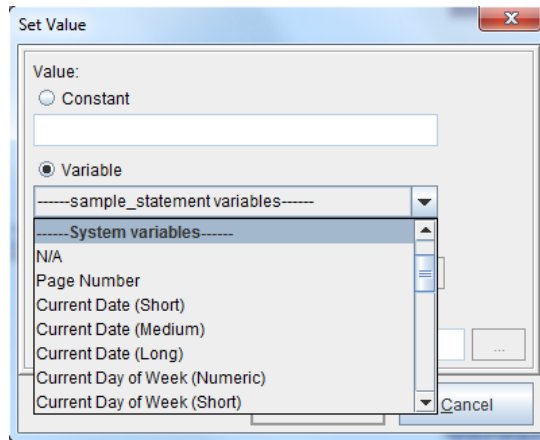 Set Value
Value:
Constant
Variable
------sample_statement variables------
------System variables------
N/A
Page Number
Current Date (Short)
Current Date (Medium)
Current Date (Long)
...
Current Day of Week (Numeric)
Current Day of Week (Short)
Cancel